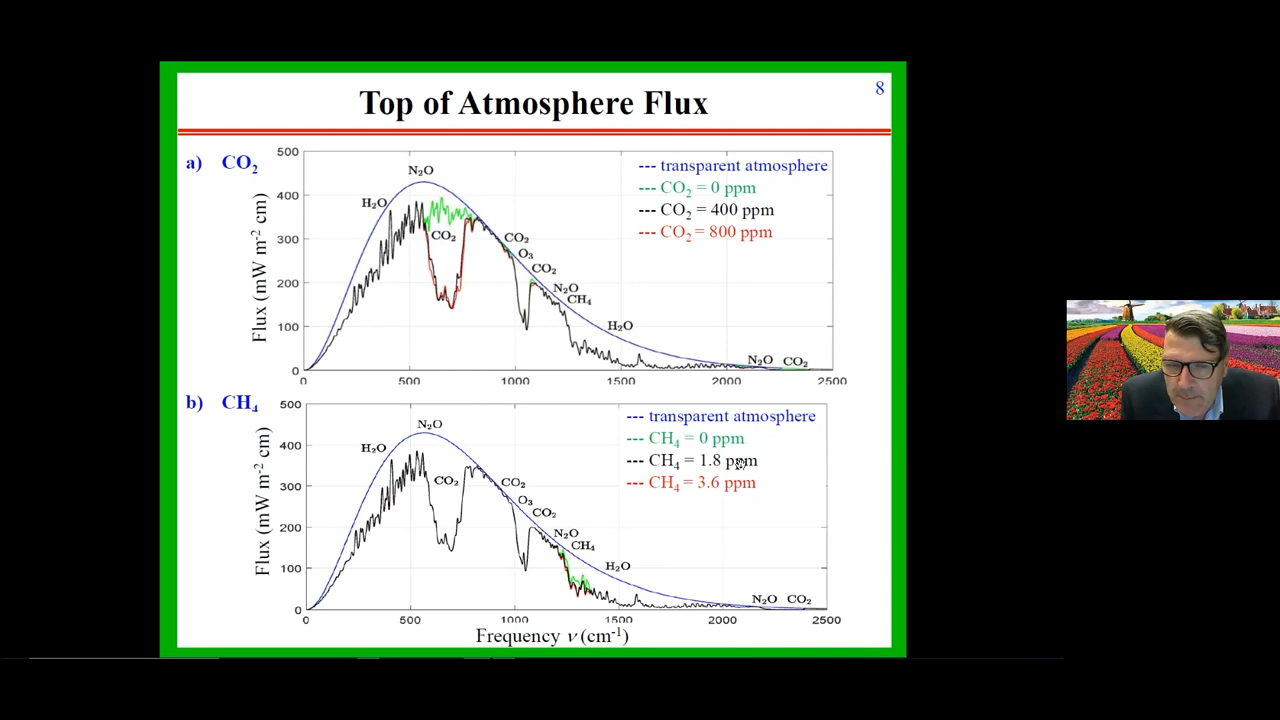 8
Top of Atmosphere Flux
a) CO₂
500
400
300
200
100
0
Flux (mW m⁻² cm)
N₂O
H₂O
CO₂
CO₂
O₃
CO₂
N₂O
CH₄
H₂O
N₂O CO₂
--- transparent atmosphere
--- CO₂ = 0 ppm
--- CO₂ = 400 ppm
--- CO₂ = 800 ppm
0 500 1000 1500 2000 2500
b) CH₄
500
400
300
200
100
0
Flux (mW m⁻² cm)
N₂O
H₂O
CO₂
CO₂
O₃
CO₂
N₂O
CH₄
H₂O
N₂O CO₂
--- transparent atmosphere
--- CH₄ = 0 ppm
--- CH₄ = 1.8 ppm
--- CH₄ = 3.6 ppm
0 500 1000 1500 2000 2500
Frequency ν (cm⁻¹)